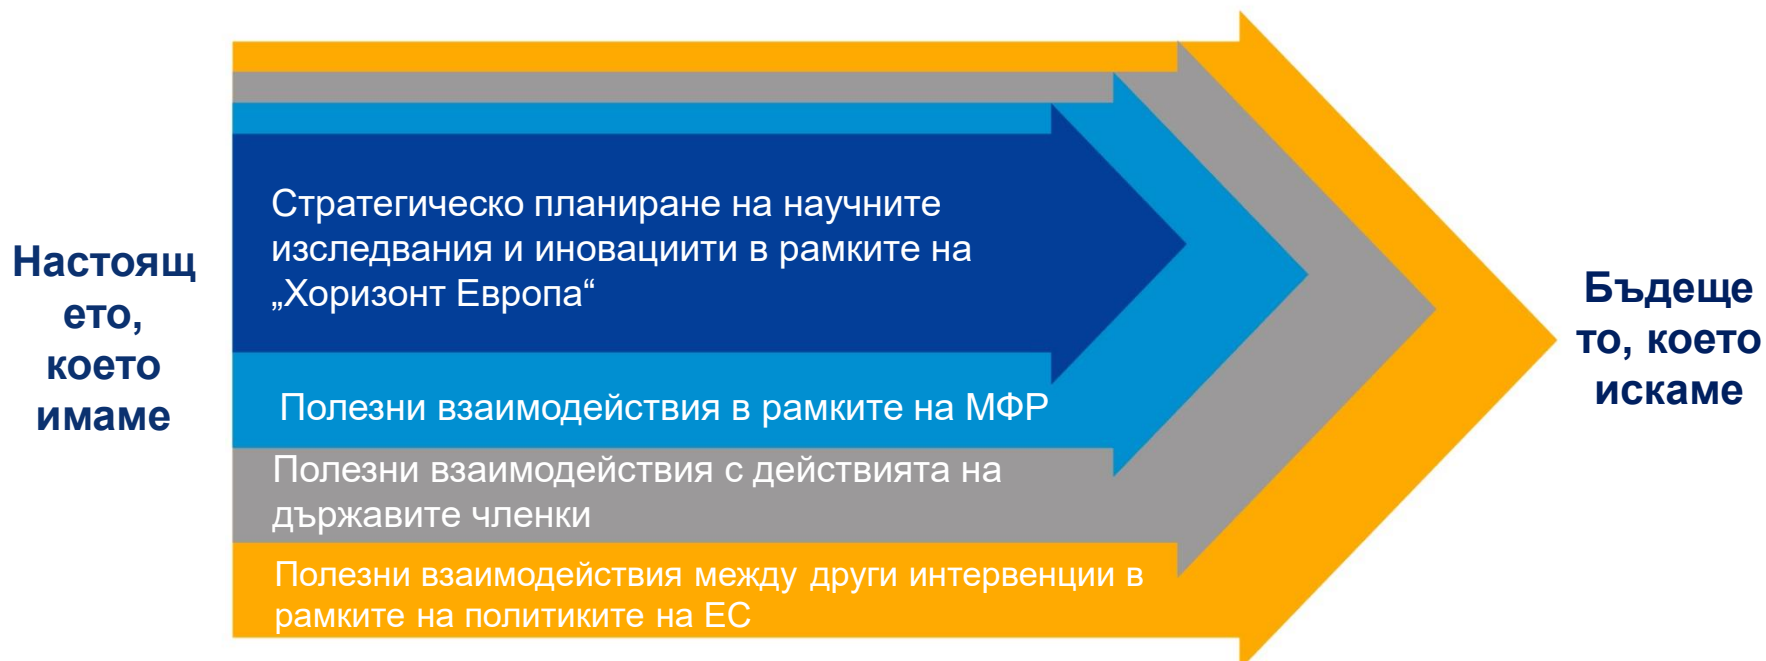 Настоящ
ето,
което
имаме
Стратегическо планиране на научните
изследвания и иновациити в рамките на
„Хоризонт Европа“
Полезни взаимодействия в рамките на МФР
Полезни взаимодействия с действията на
държавите членки
Полезни взаимодействия между други интервенции в
рамките на политиките на ЕС
Бъдеще
то, което
искаме